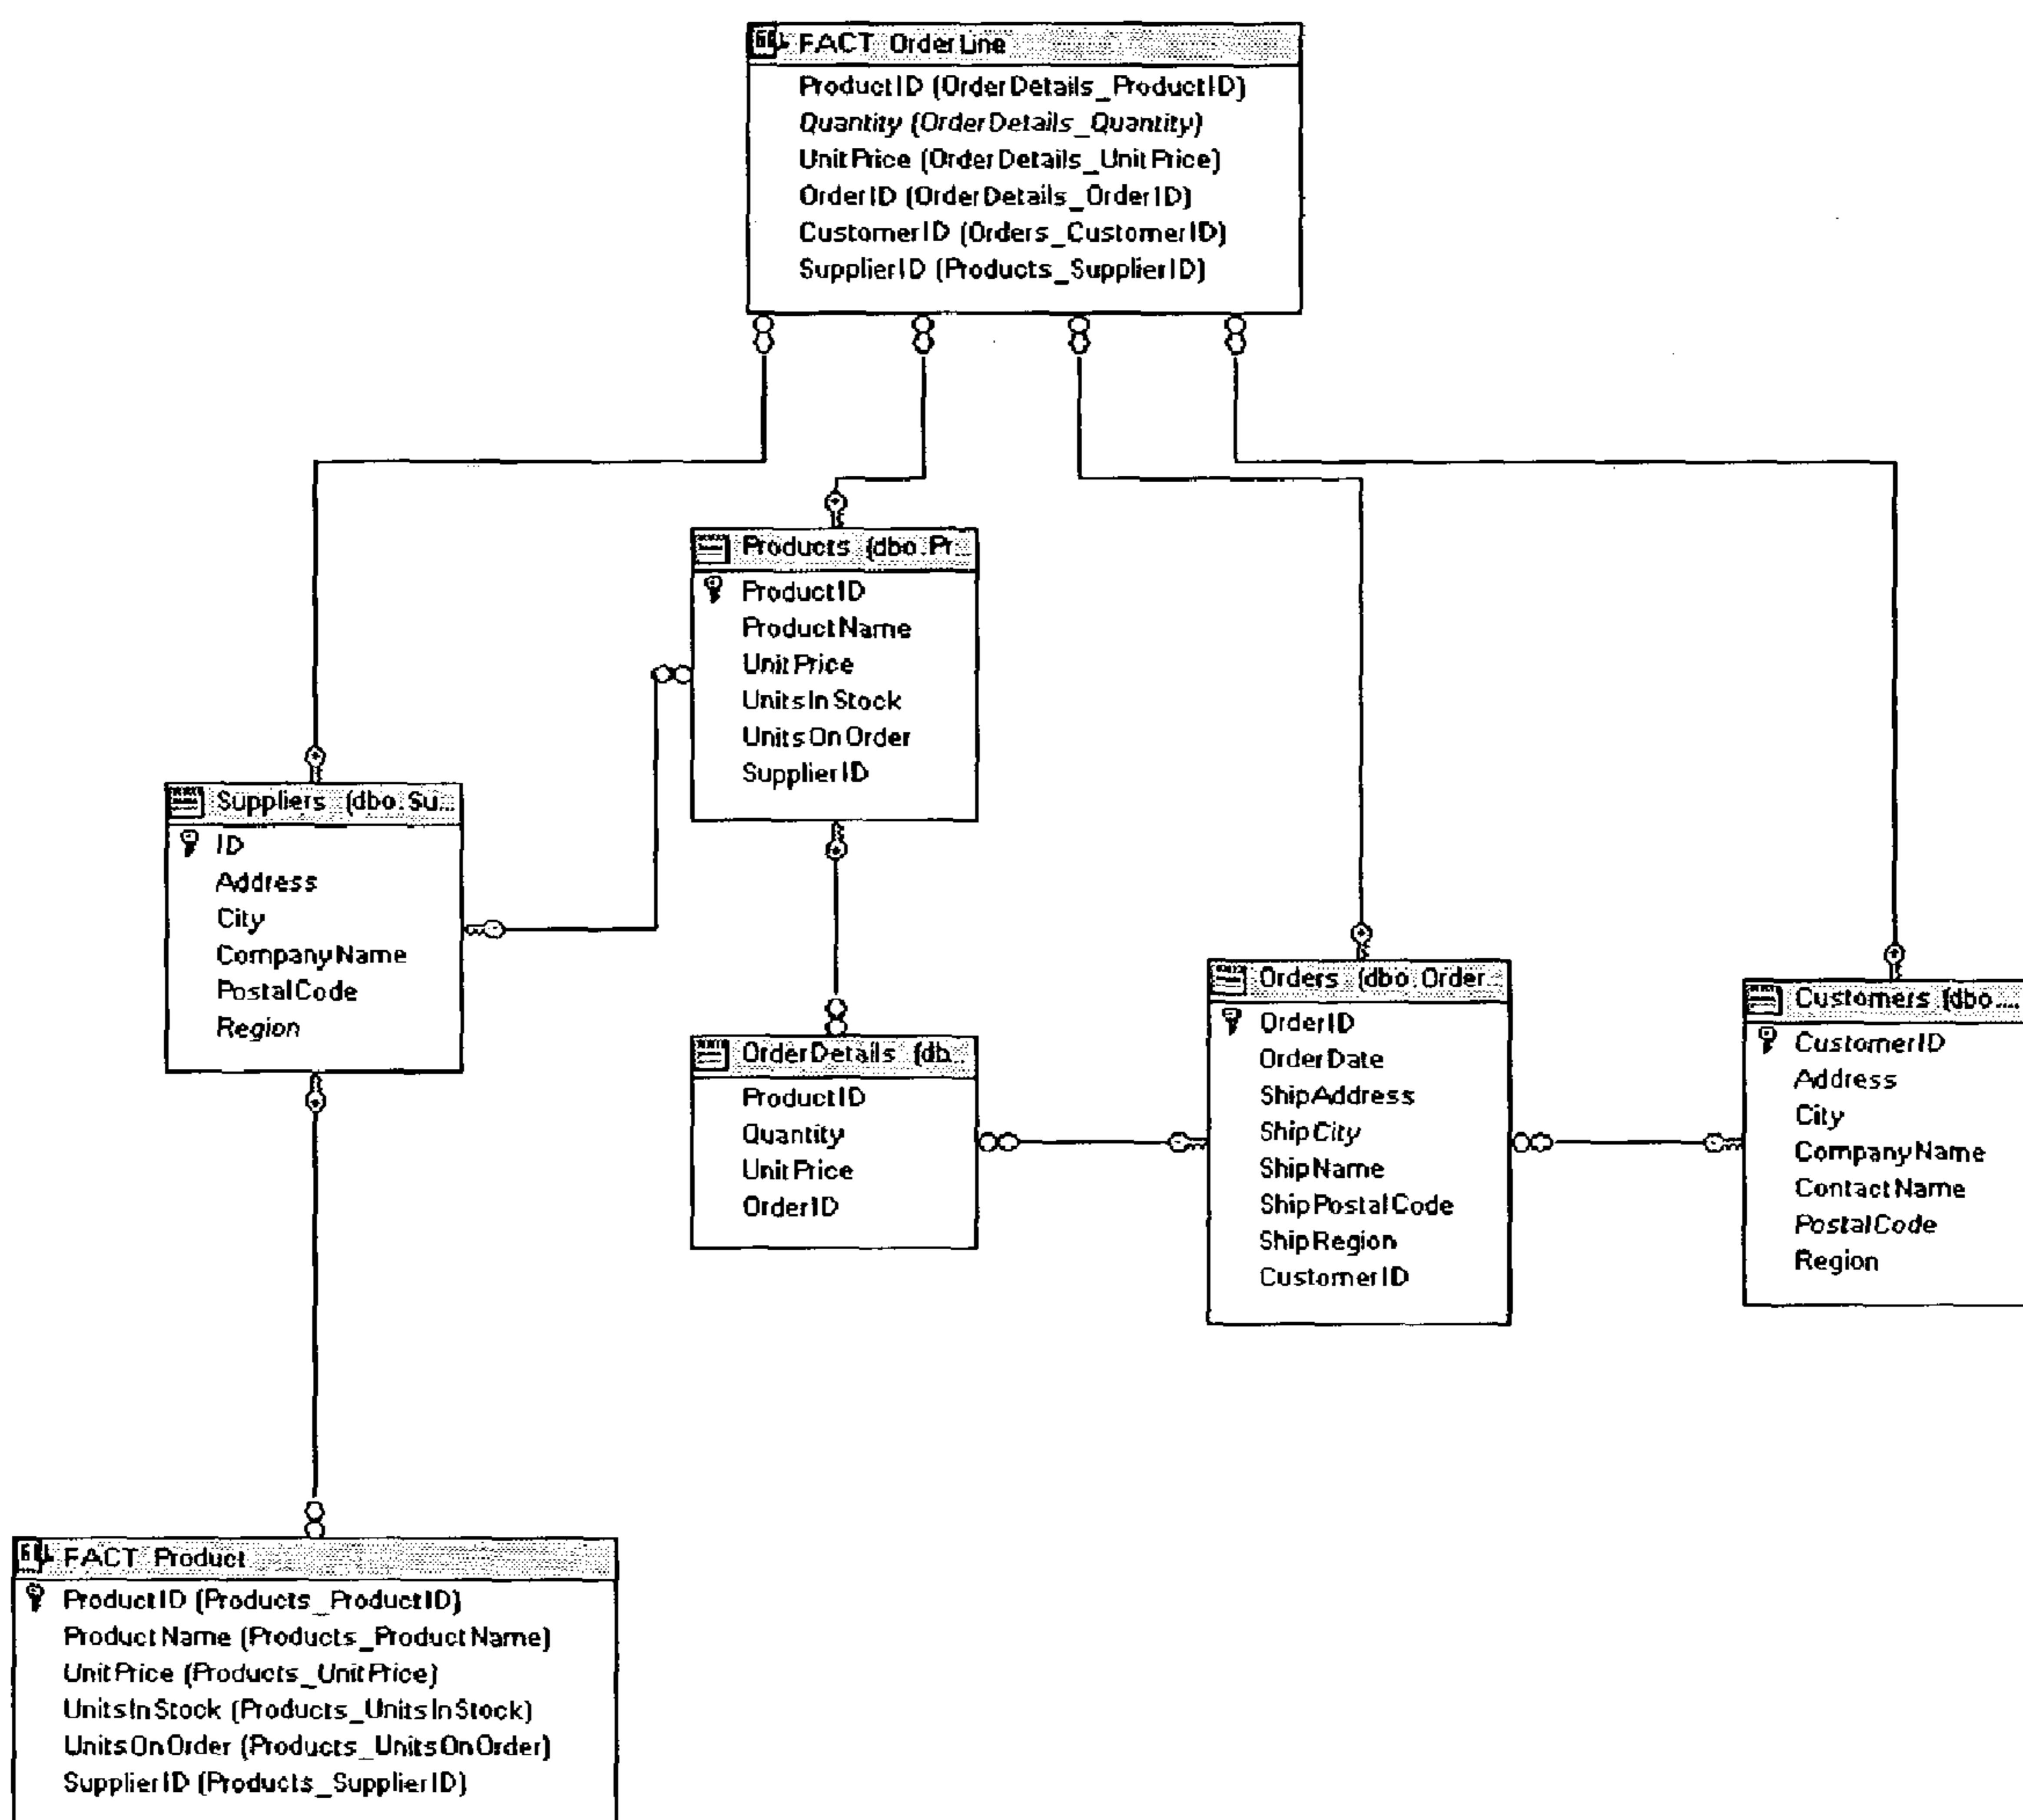 FACT OrderLine
ProductID (OrderDetails_ProductID)
Quantity (OrderDetails_Quantity)
UnitPrice (OrderDetails_UnitPrice)
OrderID (OrderDetails_OrderID)
CustomerID (Orders_CustomerID)
SupplierID (Products_SupplierID)
Products (dbo.Pr...
ProductID
ProductName
UnitPrice
UnitsInStock
UnitsOnOrder
SupplierID
Suppliers (dbo.Su...
ID
Address
City
CompanyName
PostalCode
Region
OrderDetails (db...
ProductID
Quantity
UnitPrice
OrderID
Orders (dbo.Order...
OrderID
OrderDate
ShipAddress
ShipCity
ShipName
ShipPostalCode
ShipRegion
CustomerID
Customers (dbo....
CustomerID
Address
City
CompanyName
ContactName
PostalCode
Region
FACT Product
ProductID (Products_ProductID)
ProductName (Products_ProductName)
UnitPrice (Products_UnitPrice)
UnitsInStock (Products_UnitsInStock)
UnitsOnOrder (Products_UnitsOnOrder)
SupplierID (Products_SupplierID)